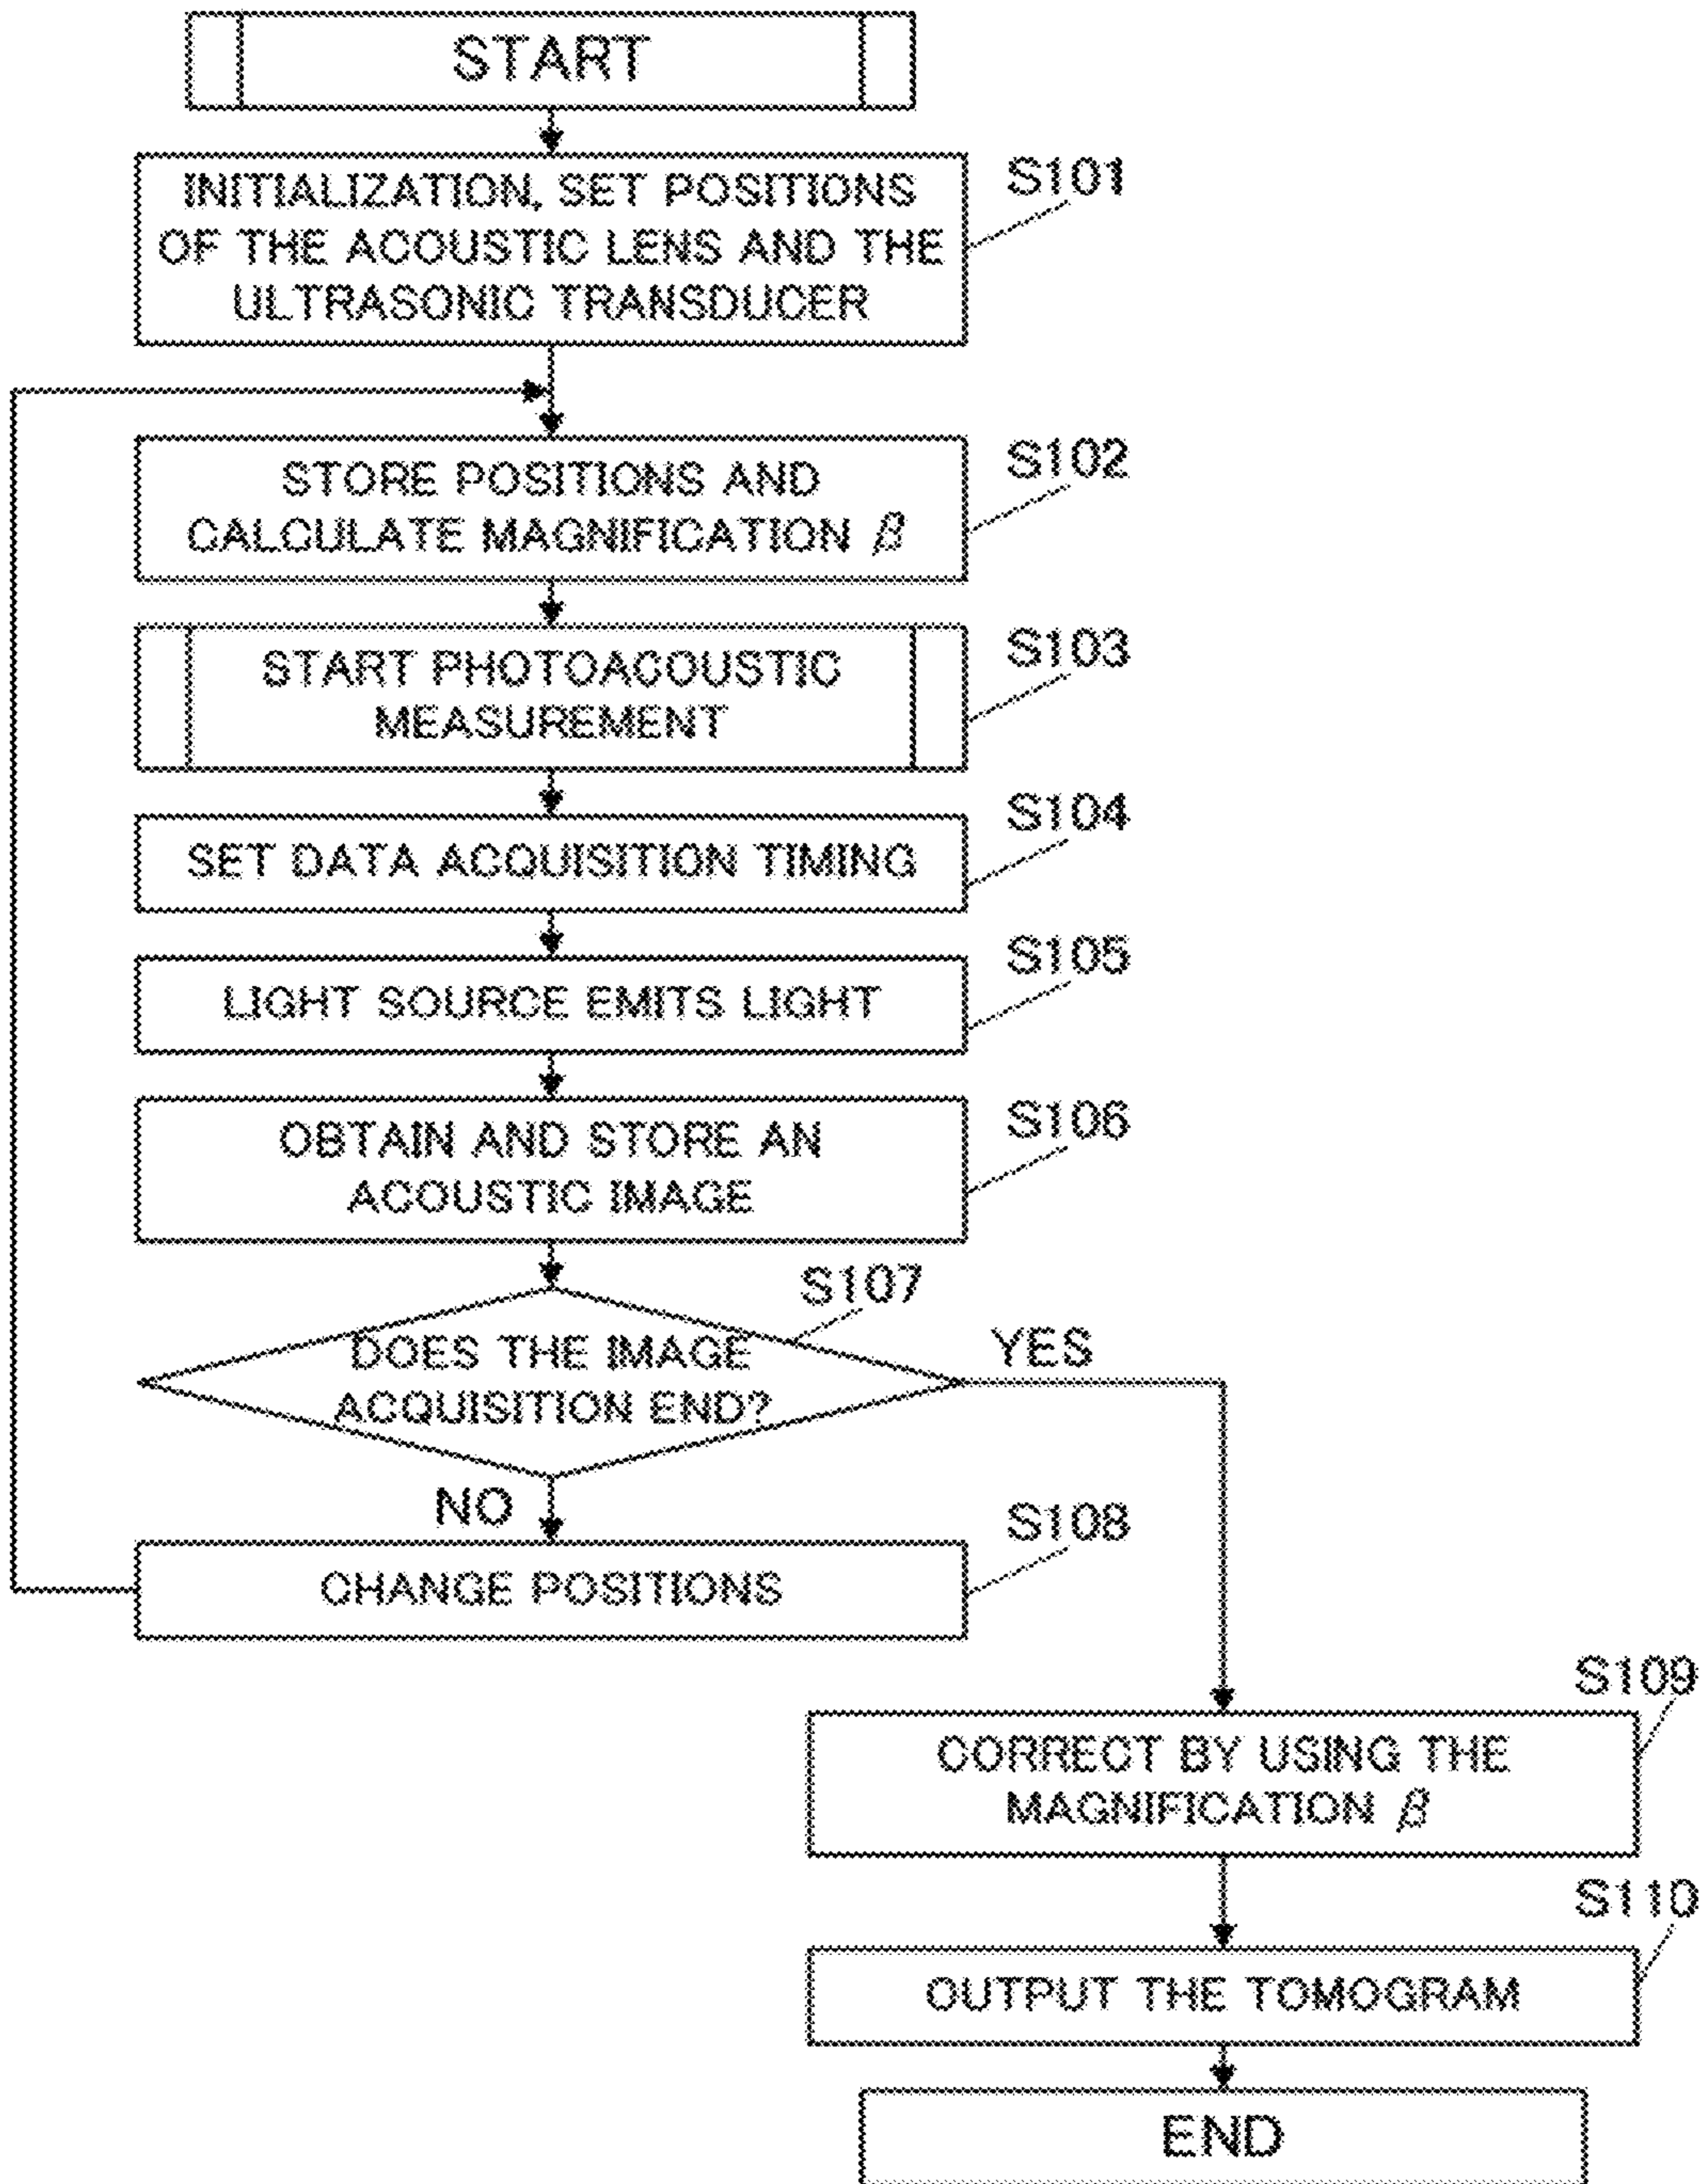 START
INITIALIZATION, SET POSITIONS
OF THE ACOUSTIC LENS AND THE
ULTRASONIC TRANSDUCER
S101
STORE POSITIONS AND
CALCULATE MAGNIFICATION β
S102
START PHOTOACOUSTIC
MEASUREMENT
S103
SET DATA ACQUISITION TIMING
S104
LIGHT SOURCE EMITS LIGHT
S105
OBTAIN AND STORE AN
ACOUSTIC IMAGE
S106
S107
DOES THE IMAGE
ACQUISITION END?
YES
NO
CHANGE POSITIONS
S108
S109
CORRECT BY USING THE
MAGNIFICATION β
S110
OUTPUT THE TOMOGRAM
END